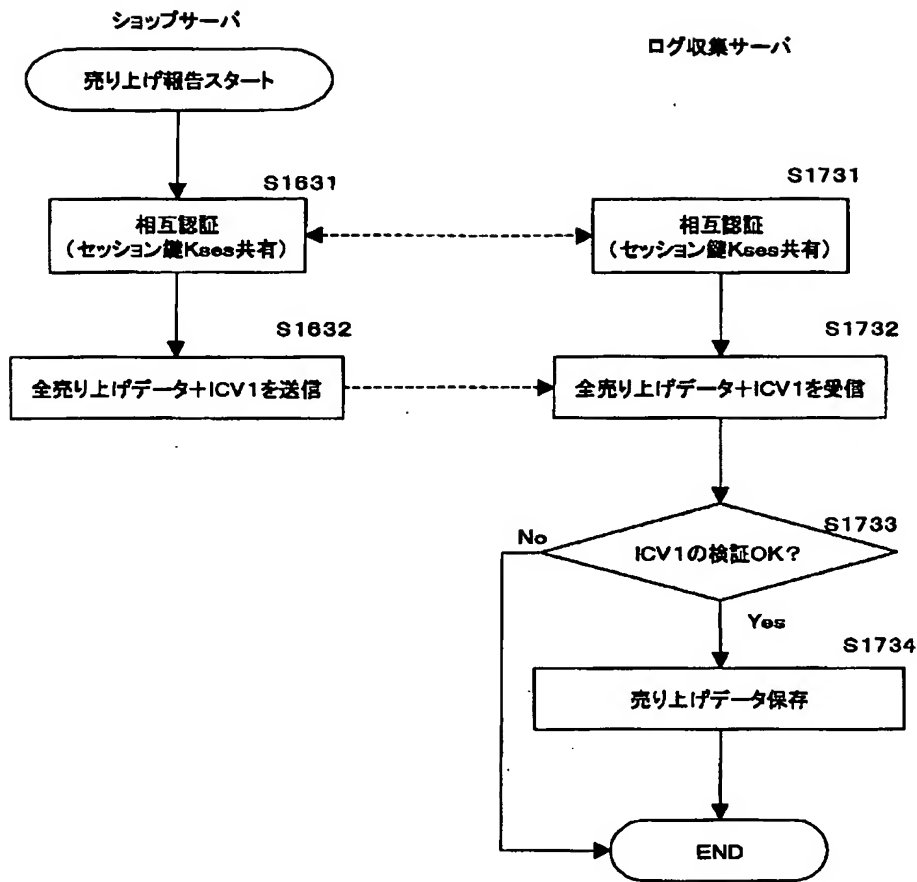 ショップサーバ
ログ収集サーバ
売り上げ報告スタート
S1631
相互認証
(セッション鍵Kses共有)
S1731
相互認証
(セッション鍵Kses共有)
S1632
全売り上げデータ+ICV1を送信
S1732
全売り上げデータ+ICV1を受信
S1733
ICV1の検証OK?
No
Yes
S1734
売り上げデータ保存
END